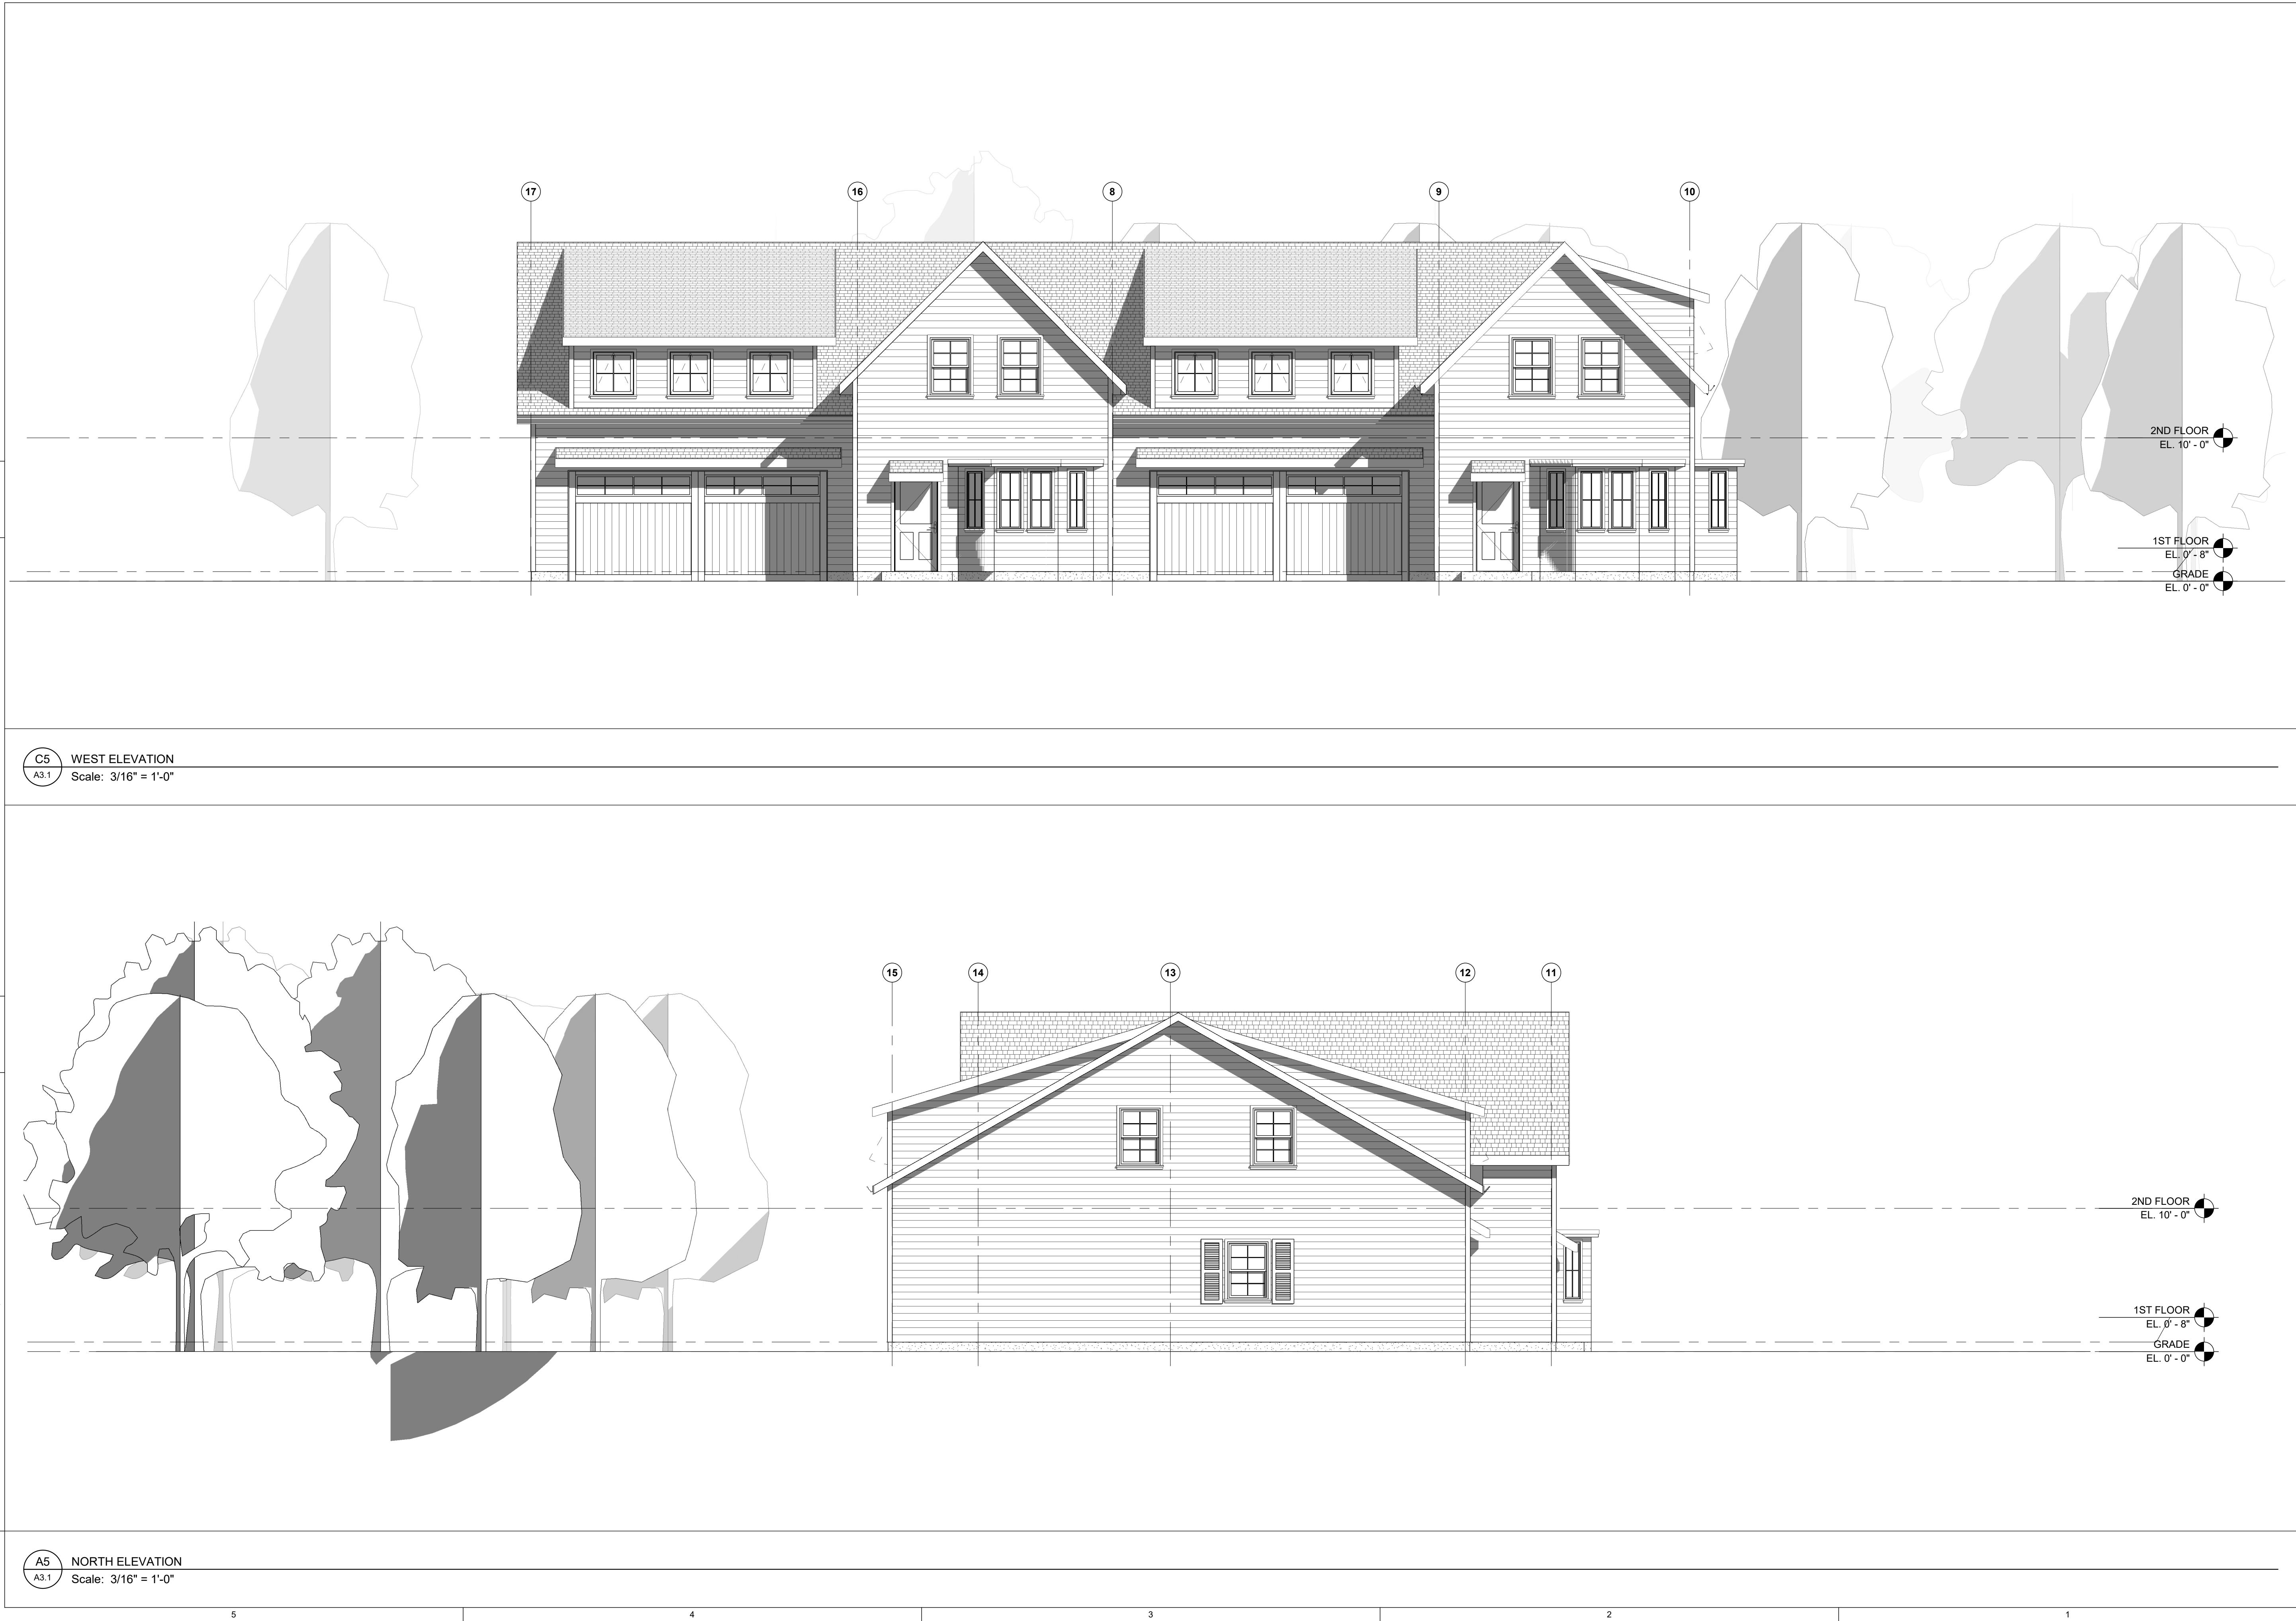 17
16
8
9
10
2ND FLOOR
EL. 10' - 0"
1ST FLOOR
EL. 0' - 8"
GRADE
EL. 0' - 0"
C5
A3.1
WEST ELEVATION
Scale: 3/16" = 1'-0"
15
14
13
12
11
2ND FLOOR
EL. 10' - 0"
1ST FLOOR
EL. 0' - 8"
GRADE
EL. 0' - 0"
A5
A3.1
NORTH ELEVATION
Scale: 3/16" = 1'-0"
5
4
3
2
1